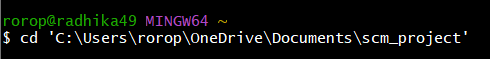 rorop@radhika49 MINGW64 ~
$ cd 'C:\Users\rorop\OneDrive\Documents\scm_project'